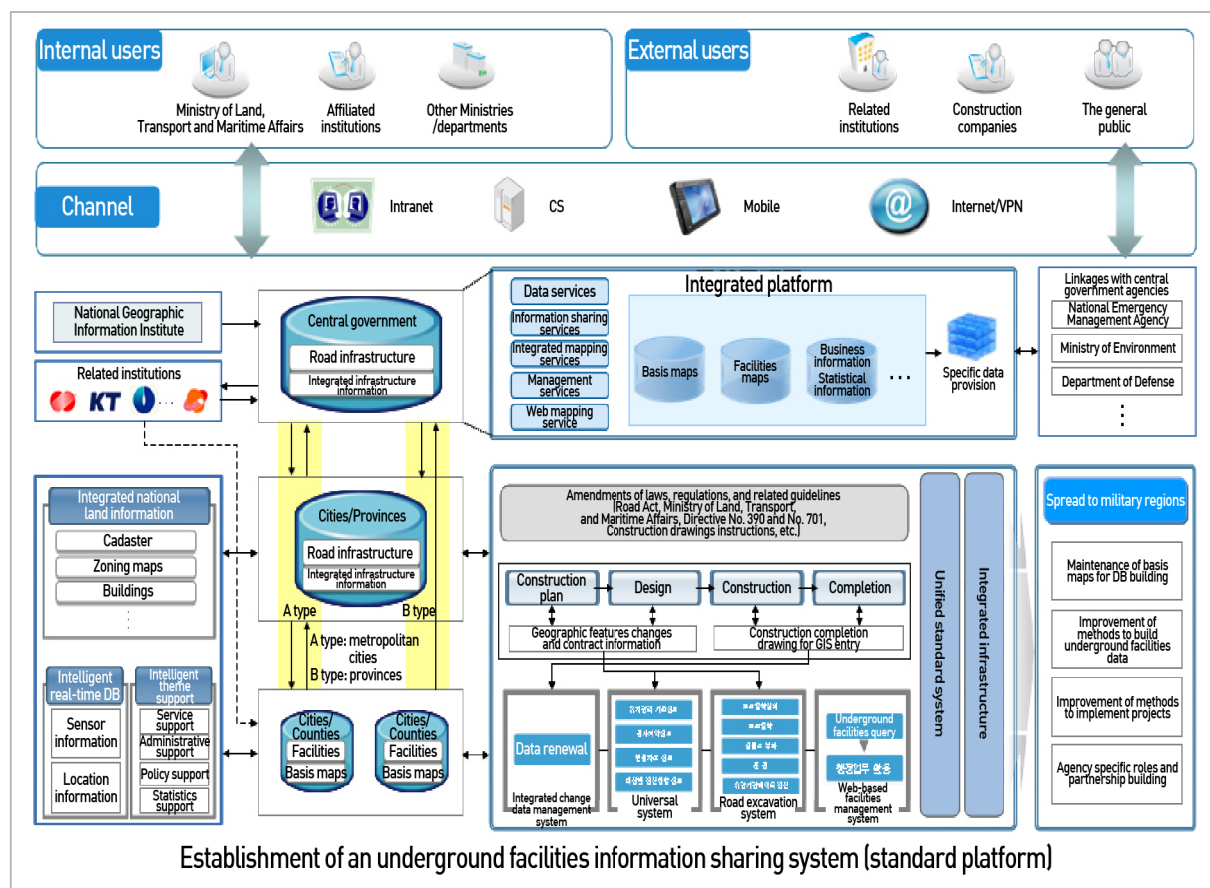 Internal users
Ministry of Land,
Transport and Maritime Affairs
Affiliated
institutions
Other Ministries
/departments
External users
Related
institutions
Construction
companies
The general
public
Channel
Intranet
CS
Mobile
@
Internet/VPN
National Geographic
Information Institute
Related institutions
KT
...
Central government
Road infrastructure
Integrated infrastructure
information
Data services
Information sharing
services
Integrated mapping
services
Management
services
Web mapping
service
Integrated platform
Basis maps
Facilities
maps
Business
information
Statistical
information
...
Specific data
provision
Linkages with central
government agencies
National Emergency
Management Agency
Ministry of Environment
Department of Defense
Integrated national
land information
Cadaster
Zoning maps
Buildings
Intelligent
real-time DB
Sensor
information
Location
information
Intelligent
theme
support
Service
support
Administrative
support
Policy support
Statistics
support
Cities/Provinces
Road infrastructure
Integrated infrastructure
information
A type
B type
A type: metropolitan
cities
B type: provinces
Cities/
Counties
Facilities
Basis maps
Cities/
Counties
Facilities
Basis maps
Amendments of laws, regulations, and related guidelines
(Road Act, Ministry of Land, Transport,
and Maritime Affairs, Directive No. 390 and No. 701,
Construction drawings instructions, etc.)
Construction
plan
Design
Construction
Completion
Geographic features changes
and contract information
Construction completion
drawing for GIS entry
Data renewal
Integrated change
data management
system
Universal
system
Road excavation
system
Underground
facilities query
행정업무 활용
Web-based
facilities
management system
Unified standard system
Integrated infrastructure
Spread to military regions
Maintenance of basis
maps for DB building
Improvement of
methods to build
underground facilities
data
Improvement of methods
to implement projects
Agency specific roles and
partnership building
Establishment of an underground facilities information sharing system (standard platform)